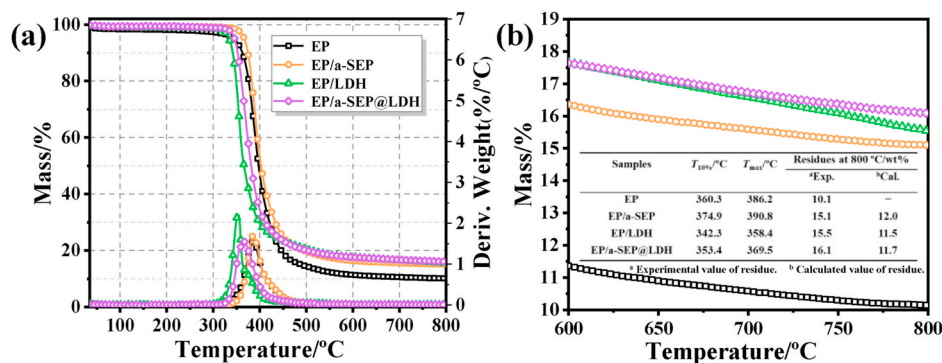 (a)
100
80
60
40
20
0
Mass/%
7
6
5
4
3
2
1
0
Deriv. Weight(%/°C)
EP
EP/a-SEP
EP/LDH
EP/a-SEP@LDH
100 200 300 400 500 600 700 800
Temperature/°C
(b)
19
18
17
16
15
14
13
12
11
10
Mass/%
Samples T10%/°C Tmax/°C Residues at 800 °C/wt%
aExp. bCal.
EP 360.3 386.2 10.1 –
EP/a-SEP 374.9 390.8 15.1 12.0
EP/LDH 342.3 358.4 15.5 11.5
EP/a-SEP@LDH 353.4 369.5 16.1 11.7
a Experimental value of residue. b Calculated value of residue.
600 650 700 750 800
Temperature/°C